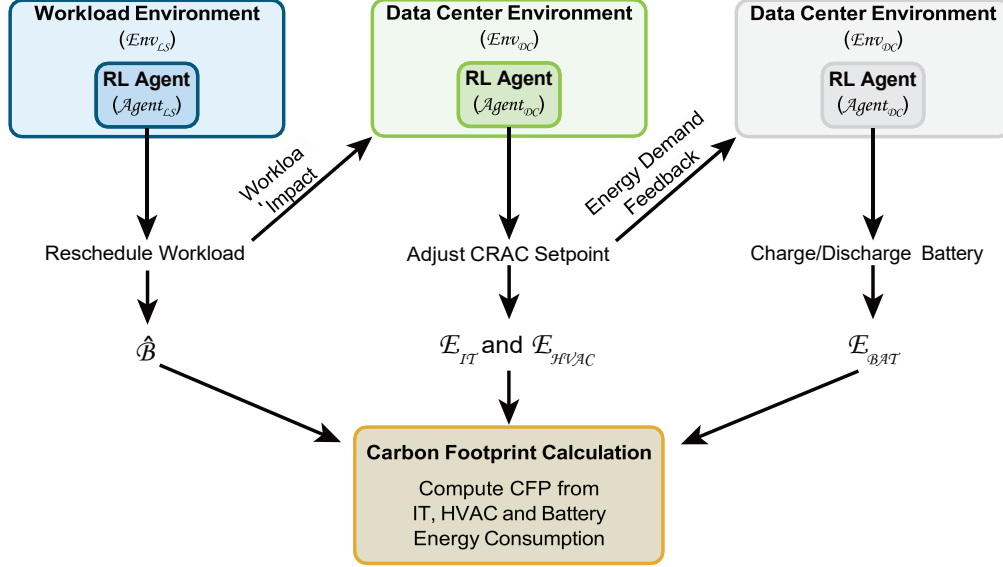 Workload Environment
(Env_LS)
RL Agent
(Agent_LS)
Data Center Environment
(Env_DC)
RL Agent
(Agent_DC)
Data Center Environment
(Env_DC)
RL Agent
(Agent_DC)
Workloa
'Impact
Energy Demand
Feedback
Reschedule Workload
Adjust CRAC Setpoint
Charge/Discharge Battery
B̂
E_IT and E_HVAC
E_BAT
Carbon Footprint Calculation
Compute CFP from
IT, HVAC and Battery
Energy Consumption